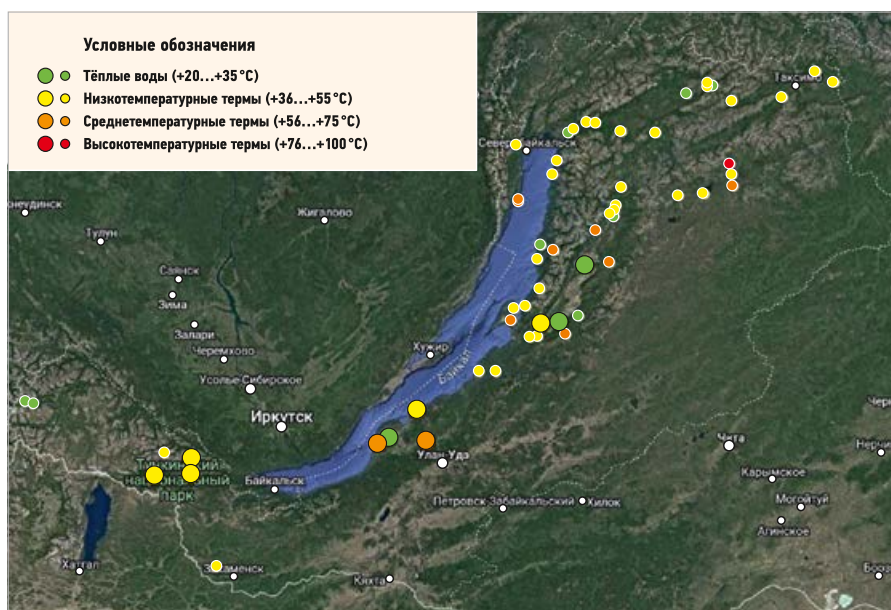 Условные обозначения
Тёплые воды (+20...+35 °C)
Низкотемпературные термы (+36...+55 °C)
Среднетемпературные термы (+56...+75 °C)
Высокотемпературные термы (+76...+100 °C)
Таксимо
Северобайкальск
Жигалово
Тулун
Саянск
Зима
Залари
Черемхово
Хужир
Байкал
Усолье-Сибирское
Иркутск
Улан-Удэ
Чита
Тункинский
национальный
парк
Байкальск
Карымское
Петровск-Забайкальский
Хилок
Могойтуй
Агинское
Хатгал
Кяхта